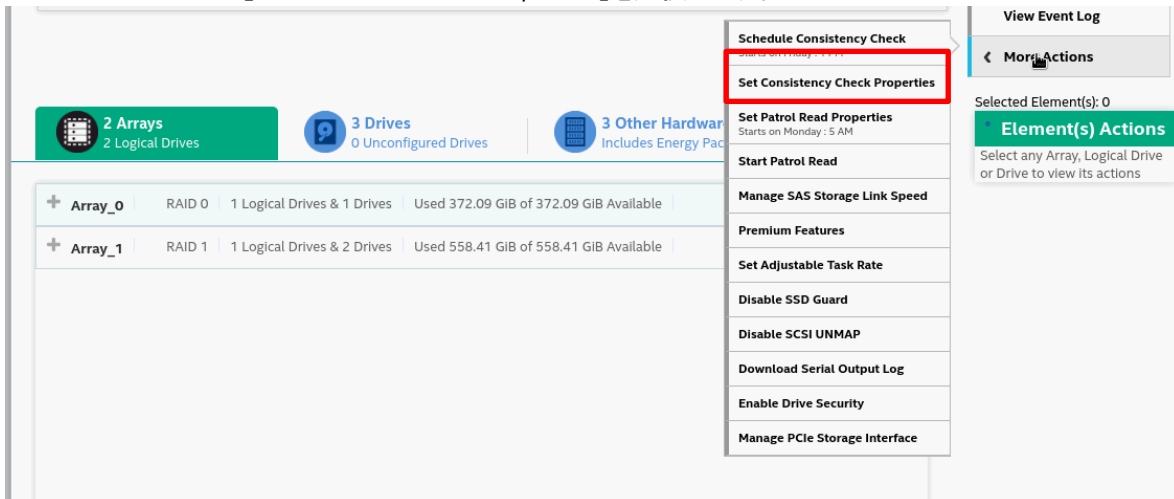 View Event Log
More Actions
Schedule Consistency Check
Set Consistency Check Properties
Set Patrol Read Properties
Starts on Monday : 5 AM
Start Patrol Read
Manage SAS Storage Link Speed
Premium Features
Set Adjustable Task Rate
Disable SSD Guard
Disable SCSI UNMAP
Download Serial Output Log
Enable Drive Security
Manage PCIe Storage Interface
Selected Element(s): 0
Element(s) Actions
Select any Array, Logical Drive
or Drive to view its actions
2 Arrays
2 Logical Drives
3 Drives
0 Unconfigured Drives
3 Other
Includes Energy
Array_0 RAID 0 1 Logical Drives & 1 Drives Used 372.09 GiB of 372.09 GiB Available
Array_1 RAID 1 1 Logical Drives & 2 Drives Used 558.41 GiB of 558.41 GiB Available